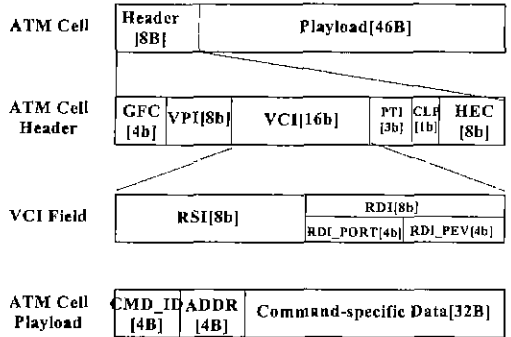 ATM Cell
Header
[8B]
Playload[46B]
ATM Cell
Header
GFC
[4b]
VPI[8b]
VCI[16b]
PTI
[3b]
CLP
[1b]
HEC
[8b]
VCI Field
RSI[8b]
RDI[8b]
RDI_PORT[4b]
RDI_PEV[4b]
ATM Cell
Playload
CMD_ID
[4B]
ADDR
[4B]
Command-specific Data[32B]